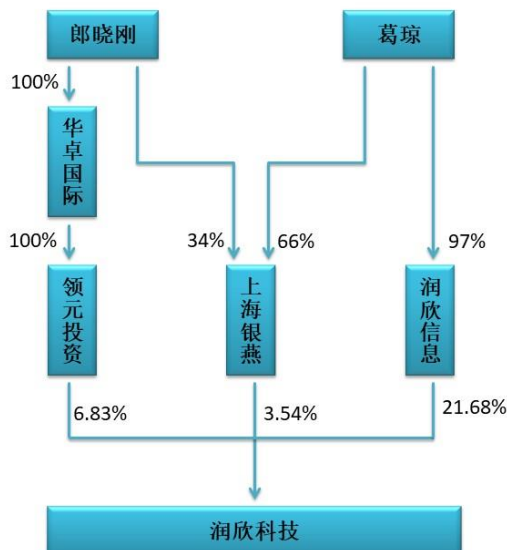 郎晓刚
葛琼
100%
华卓国际
100%
34%
66%
97%
领元投资
上海银燕
润欣信息
6.83%
3.54%
21.68%
润欣科技